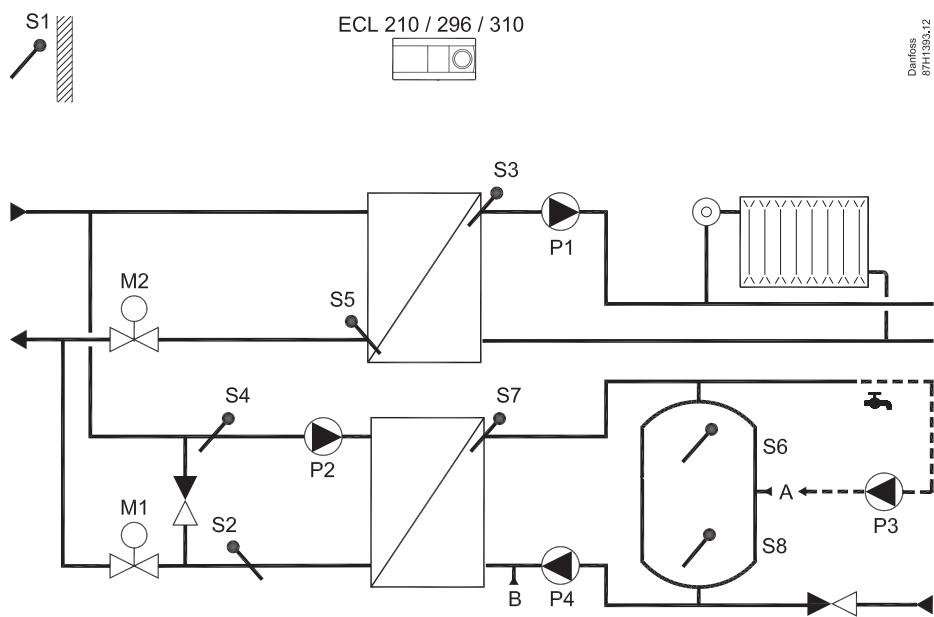 S1
ECL 210 / 296 / 310
Danfoss
87H1393.12
S3
P1
M2
S5
S4
S7
P2
S6
A
P3
M1
S2
S8
B
P4